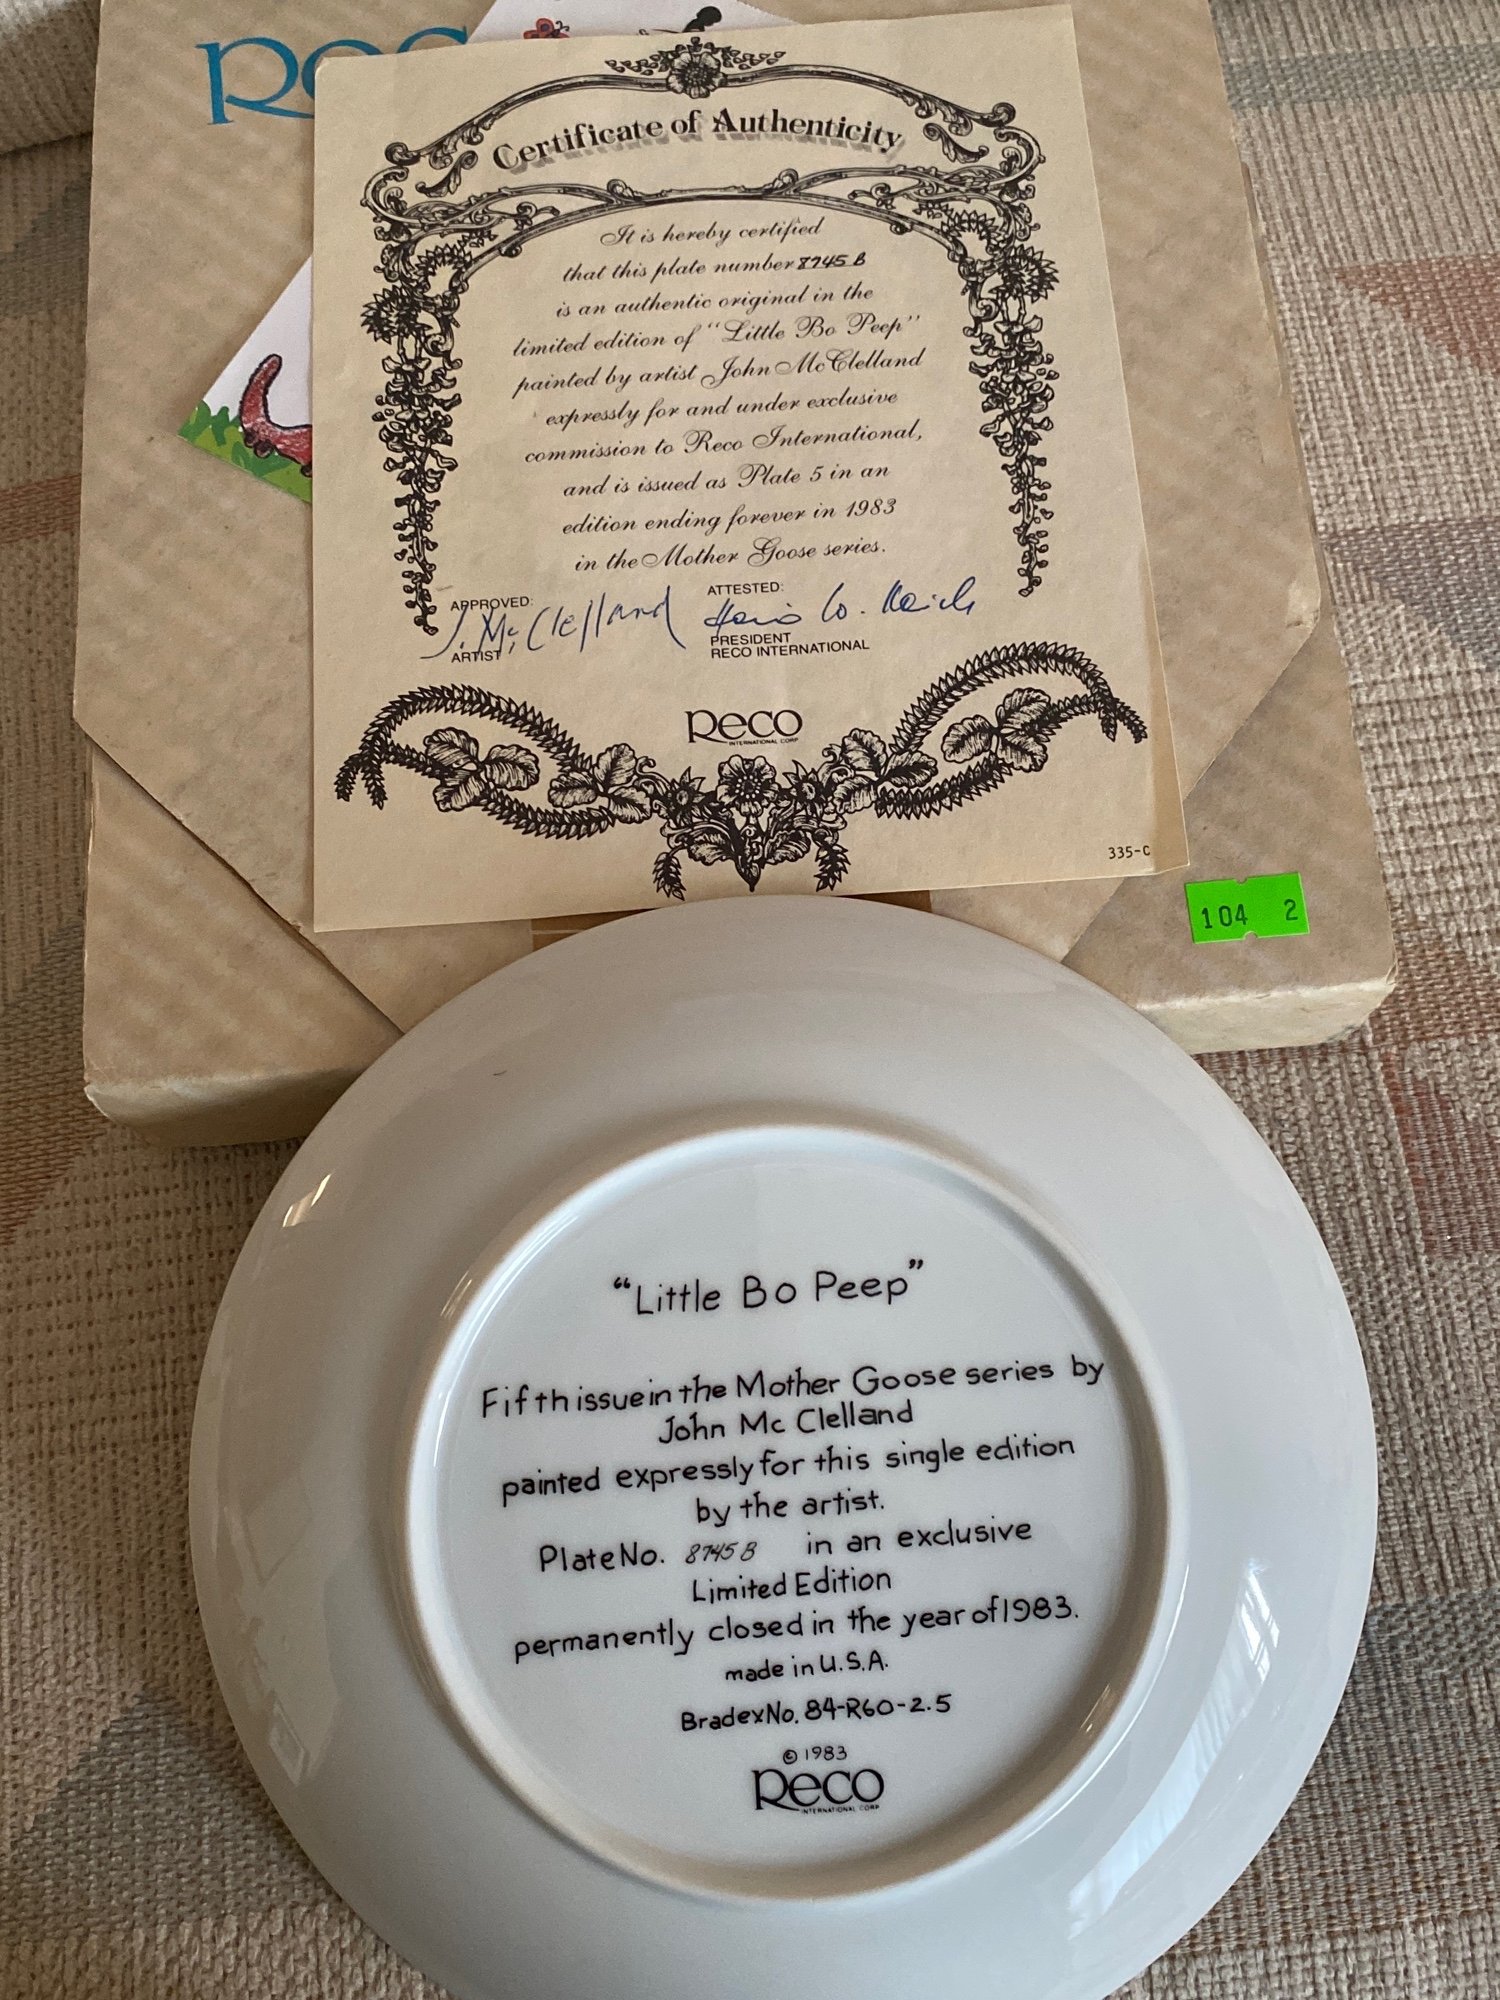 Certificate of Authenticity
It is hereby certified
that this plate number 8745 B
is an authentic original in the
limited edition of "Little Bo Peep"
painted by artist John McClelland
expressly for and under exclusive
commission to Reco International,
and is issued as Plate 5 in an
edition ending forever in 1983
in the Mother Goose series.
APPROVED:
J. McClelland
ARTIST
ATTESTED:
PRESIDENT
RECO INTERNATIONAL
Reco
INTERNATIONAL CORP.
335-C
104 2
"Little Bo Peep"
Fifth issue in the Mother Goose series by
John Mc Clelland
painted expressly for this single edition
by the artist.
Plate No. 8745 B in an exclusive
Limited Edition
permanently closed in the year of 1983.
made in U.S.A.
Bradex No. 84-R60-2.5
© 1983
Reco
INTERNATIONAL CORP.